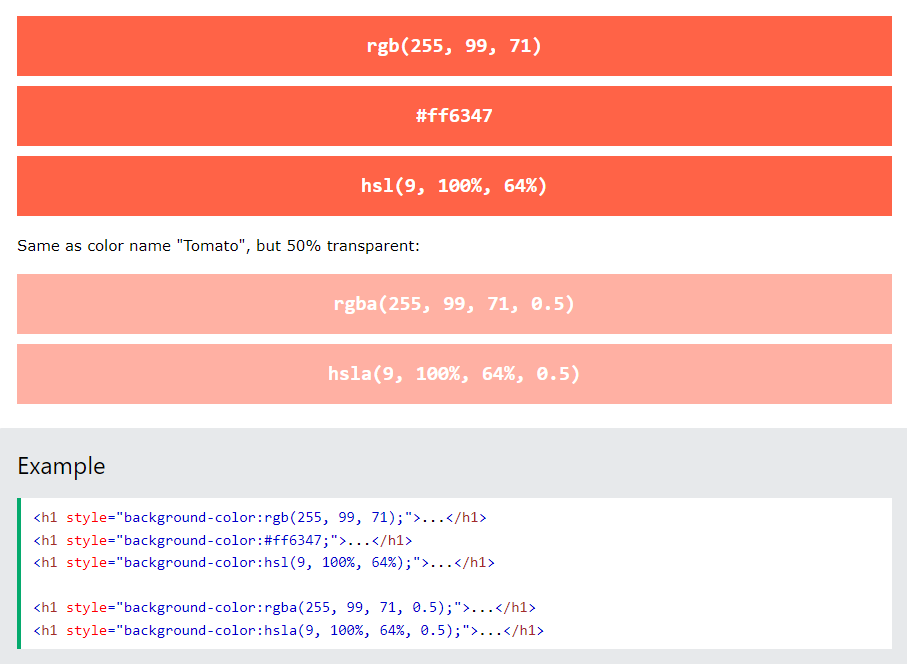 rgb(255, 99, 71)
#ff6347
hsl(9, 100%, 64%)
Same as color name "Tomato", but 50% transparent:
rgba(255, 99, 71, 0.5)
hsla(9, 100%, 64%, 0.5)
Example
<h1 style="background-color:rgb(255, 99, 71);">...</h1>
<h1 style="background-color:#ff6347;">...</h1>
<h1 style="background-color:hsl(9, 100%, 64%);">...</h1>
<h1 style="background-color:rgba(255, 99, 71, 0.5);">...</h1>
<h1 style="background-color:hsla(9, 100%, 64%, 0.5);">...</h1>